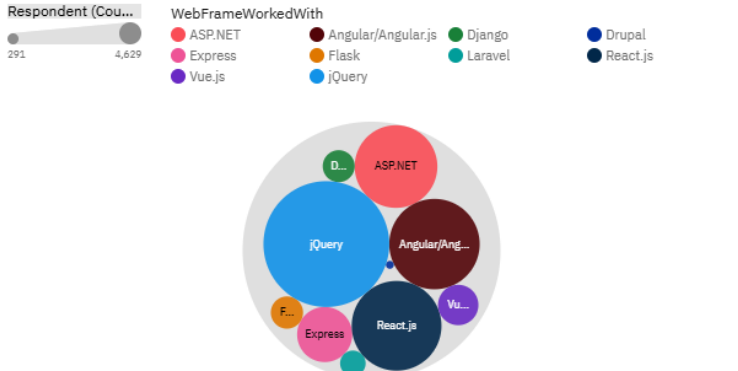 Respondent (Cou...
291
4,629
WebFrameWorkedWith
ASP.NET
Angular/Angular.js
Django
Drupal
Express
Flask
Laravel
React.js
Vue.js
jQuery
D...
ASP.NET
jQuery
Angular/Ang...
Vu...
F...
Express
React.js